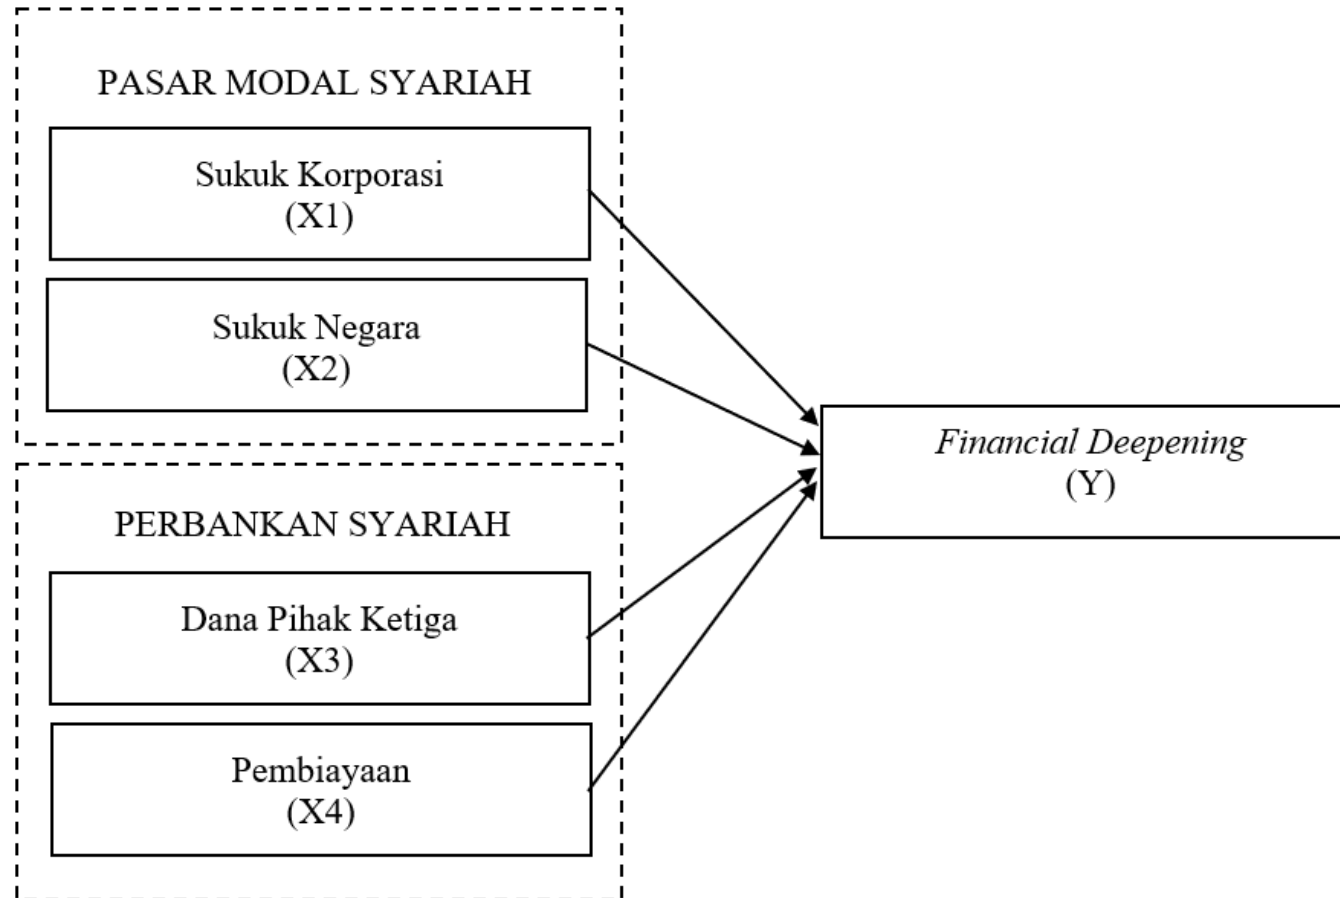 PASAR MODAL SYARIAH
Sukuk Korporasi
(X1)
Sukuk Negara
(X2)
Financial Deepening
(Y)
PERBANKAN SYARIAH
Dana Pihak Ketiga
(X3)
Pembiayaan
(X4)